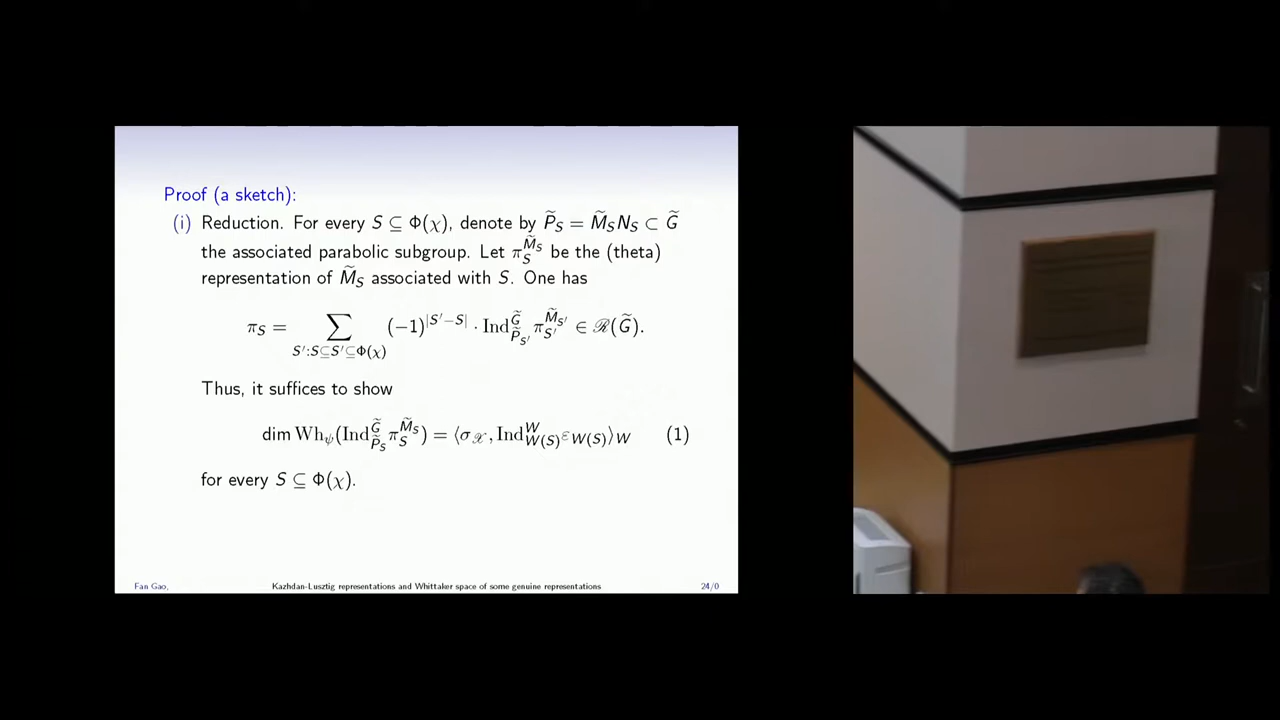 Proof (a sketch):
(i) Reduction. For every S ⊆ Φ(χ), denote by P̃_S = M̃_S N_S ⊂ G̃
the associated parabolic subgroup. Let π_S^{M̃_S} be the (theta)
representation of M̃_S associated with S. One has
π_S = ∑_{S′:S⊆S′⊆Φ(χ)} (−1)^{|S′−S|} · Ind_{P̃_{S′}}^{G̃} π_{S′}^{M̃_{S′}} ∈ ℛ(G̃).
Thus, it suffices to show
dim Wh_ψ(Ind_{P̃_S}^{G̃} π_S^{M̃_S}) = ⟨σ_𝒳, Ind_{W(S)}^{W} ε_{W(S)}⟩_W (1)
for every S ⊆ Φ(χ).
Fan Gao, Kazhdan-Lusztig representations and Whittaker space of some genuine representations 24/0